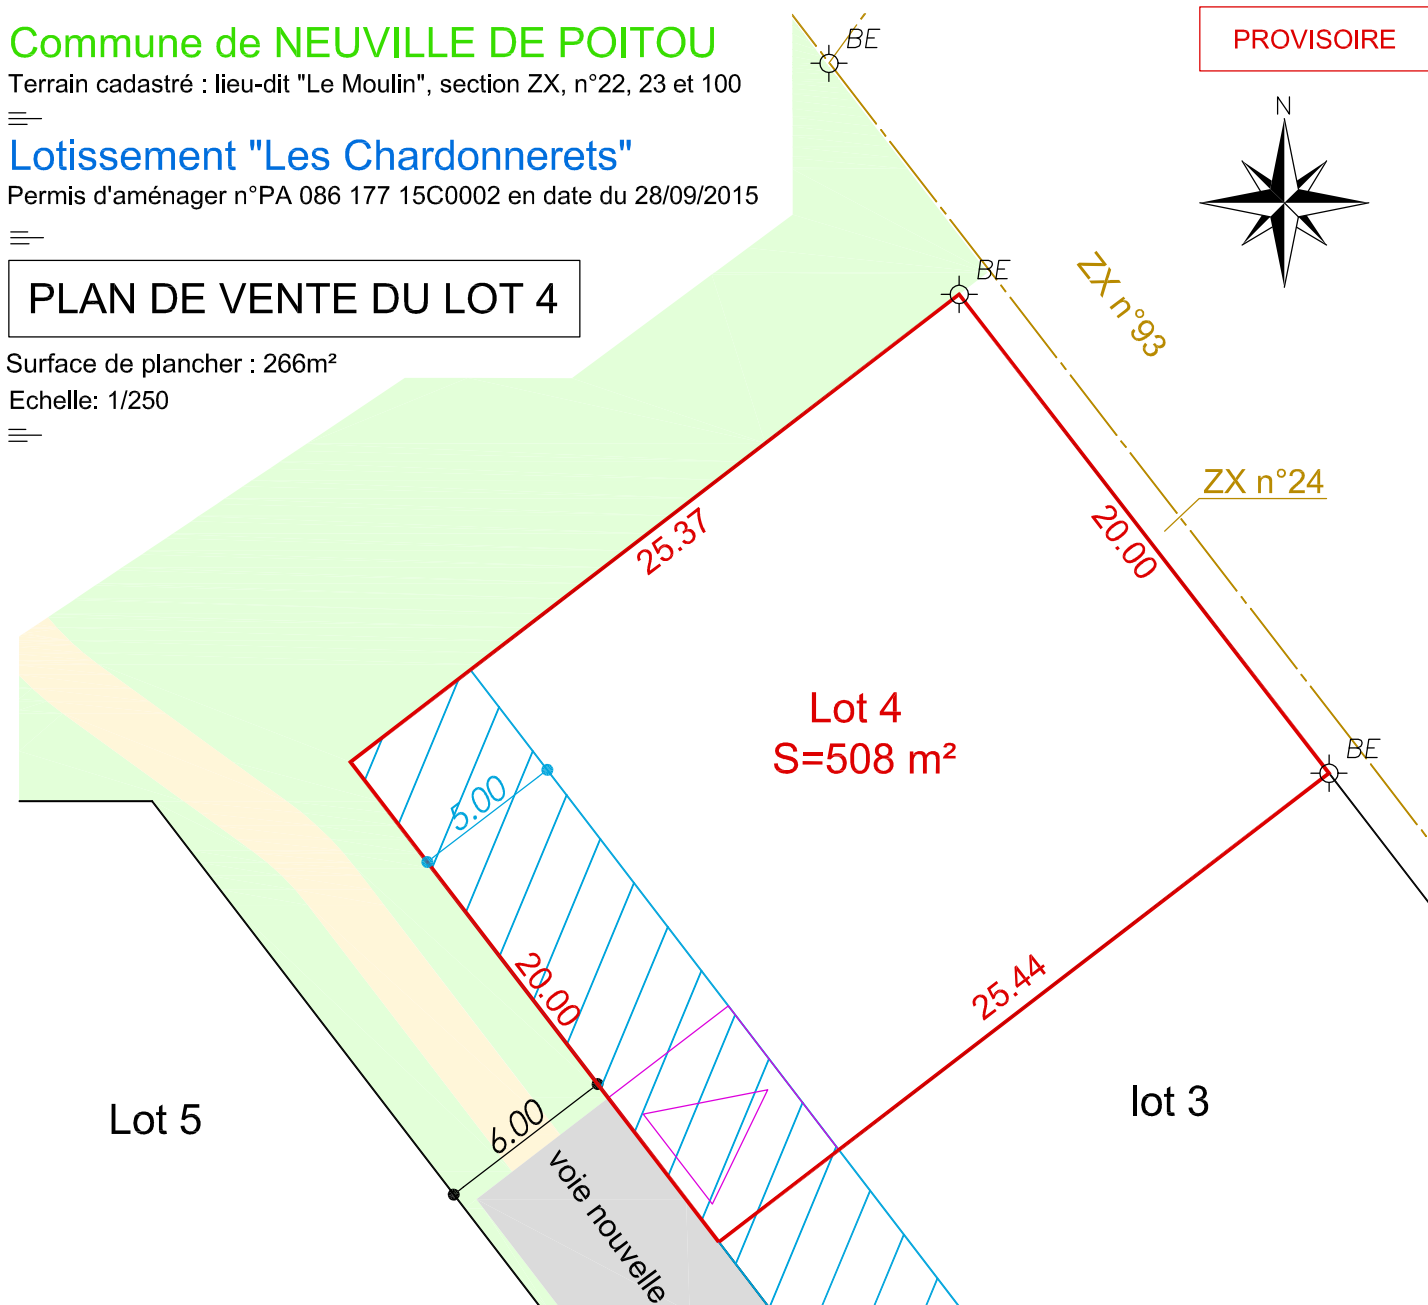 Commune de NEUVILLE DE POITOU
Terrain cadastré : lieu-dit "Le Moulin", section ZX, n°22, 23 et 100
Lotissement "Les Chardonnerets"
Permis d'aménager n°PA 086 177 15C0002 en date du 28/09/2015
PLAN DE VENTE DU LOT 4
Surface de plancher : 266m²
Echelle: 1/250
PROVISOIRE
N
BE
BE
ZX n°93
ZX n°24
25.37
20.00
Lot 4
S=508 m²
BE
5.00
20.00
25.44
6.00
Lot 5
lot 3
voie nouvelle